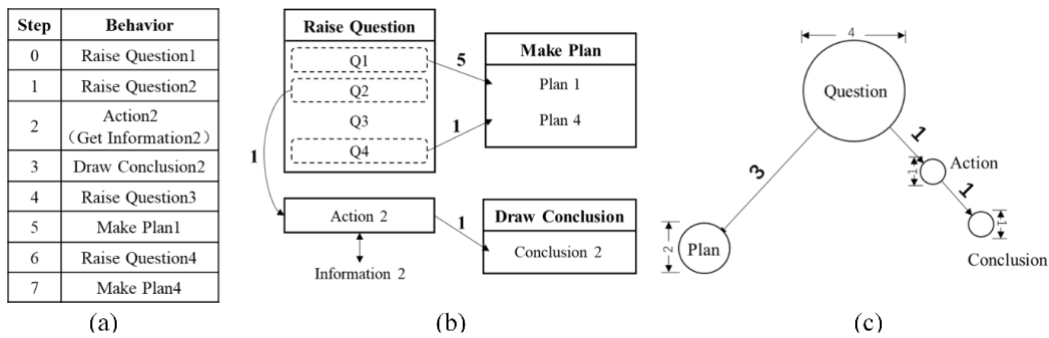 Step Behavior
0 Raise Question1
1 Raise Question2
2 Action2
（Get Information2）
3 Draw Conclusion2
4 Raise Question3
5 Make Plan1
6 Raise Question4
7 Make Plan4
(a)
Raise Question
Q1
Q2
Q3
Q4
5
1
1
Make Plan
Plan 1
Plan 4
Action 2
1
Information 2
Draw Conclusion
Conclusion 2
(b)
4
Question
1
Action
1
3
1
1
2
Plan
Conclusion
(c)